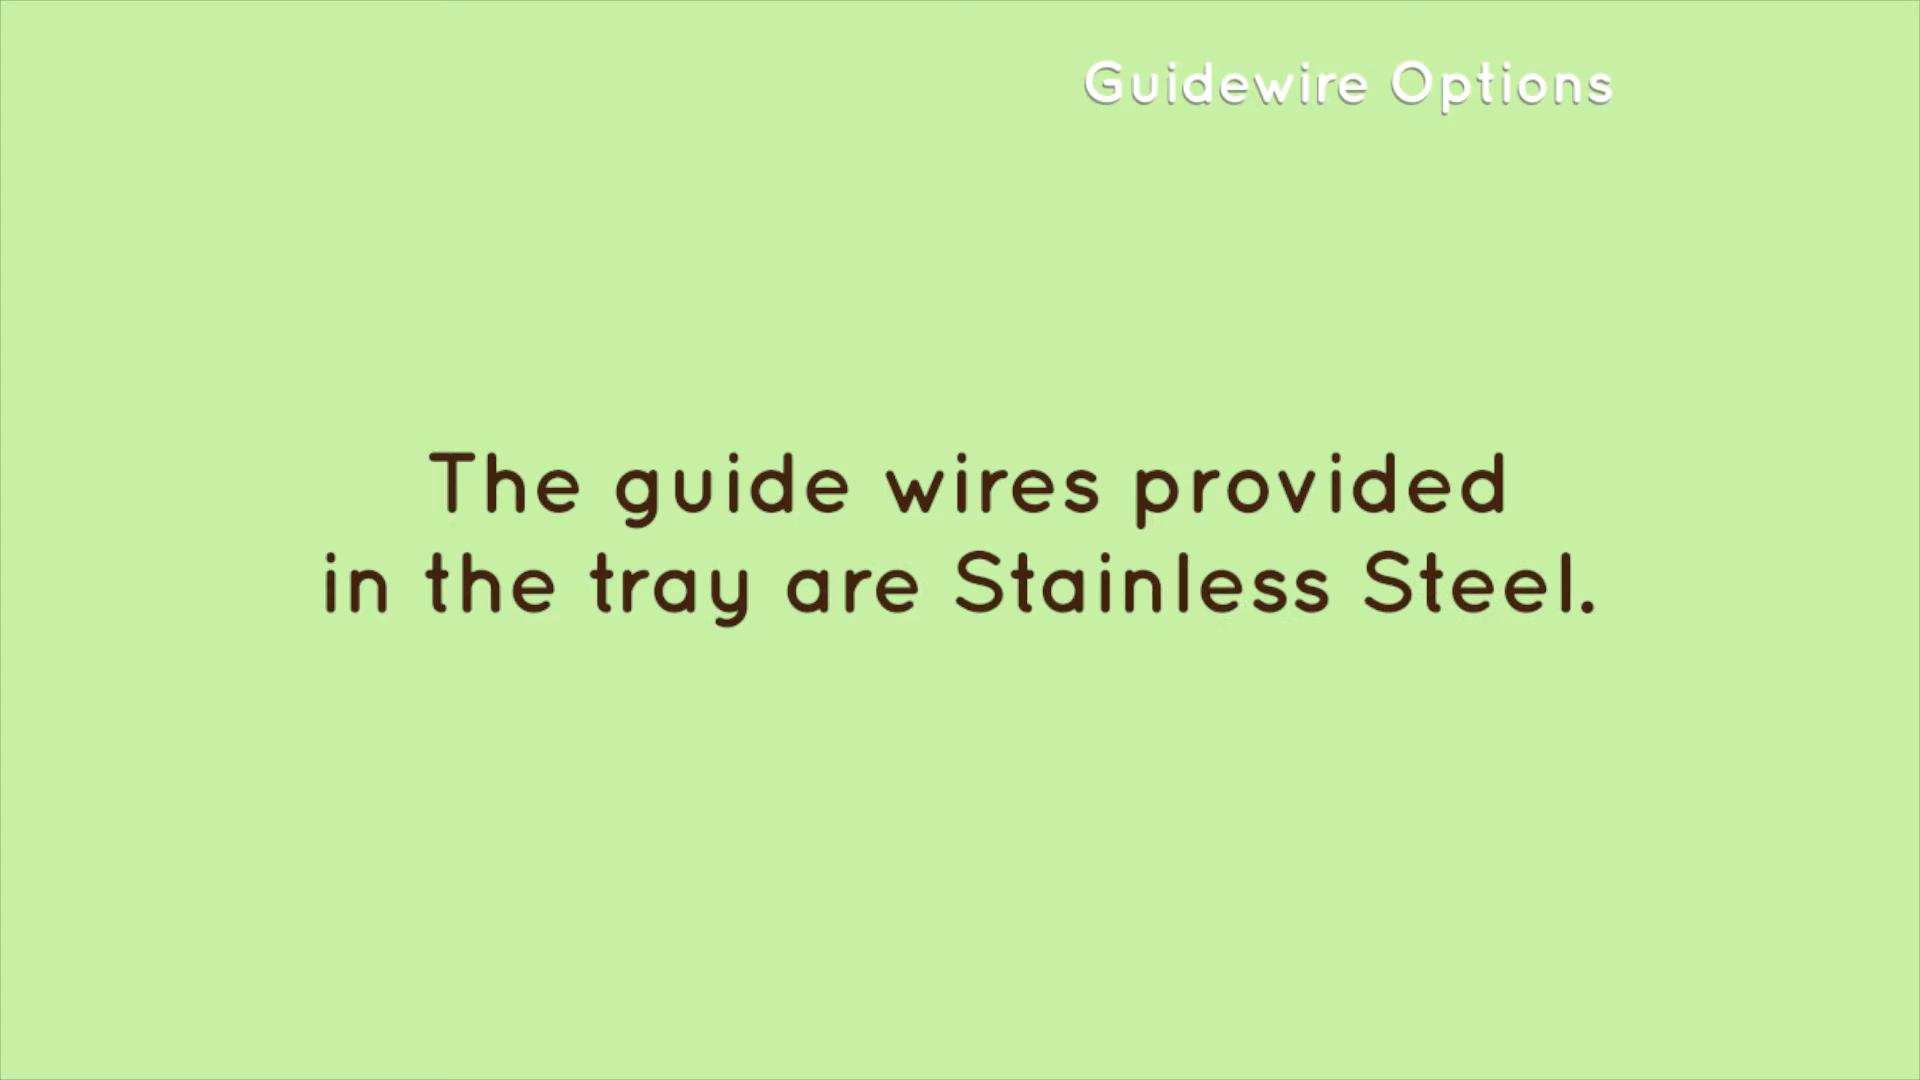 Guidewire Options
The guide wires provided
in the tray are Stainless Steel.